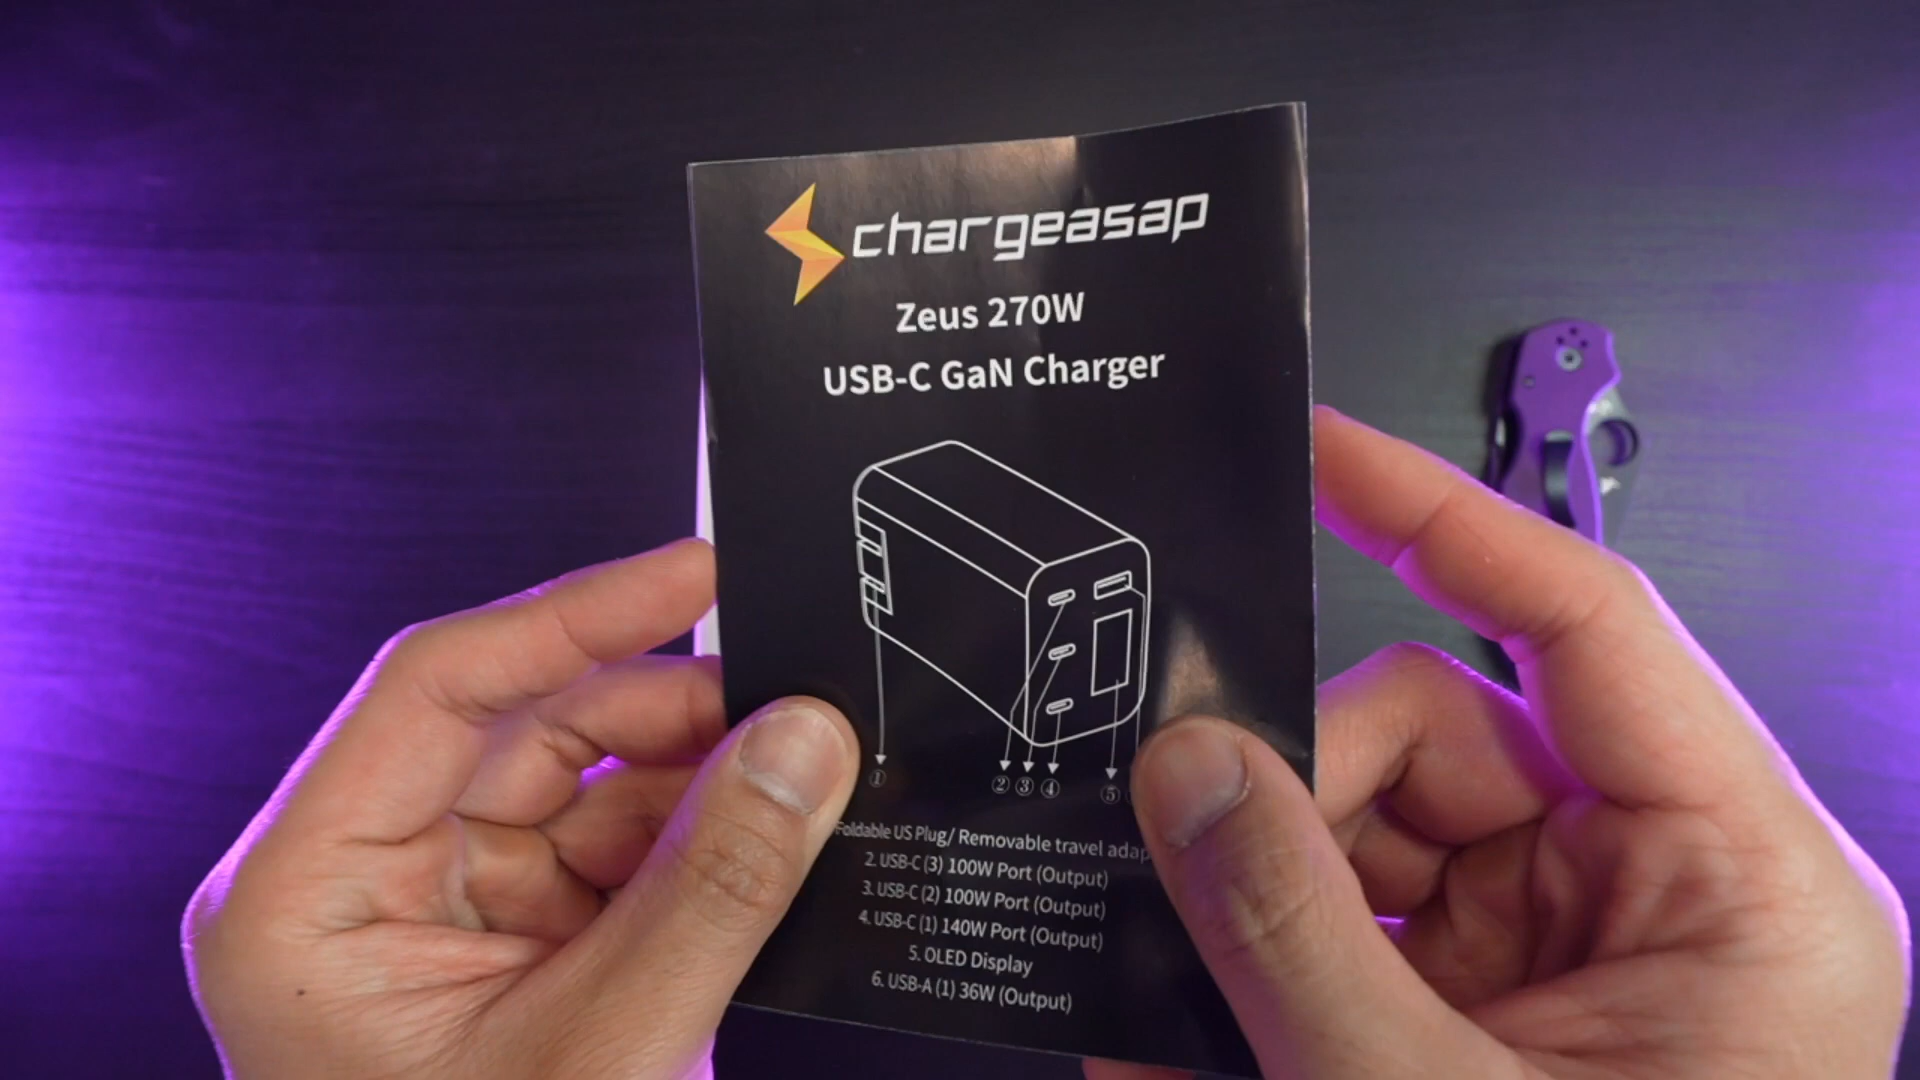 chargeasap
Zeus 270W
USB-C GaN Charger
① ② ③ ④ ⑤
Foldable US Plug/ Removable travel
2. USB-C (3) 100W Port (Output)
3. USB-C (2) 100W Port (Output)
4. USB-C (1) 140W Port (Output)
5. OLED Display
6. USB-A (1) 36W (Output)